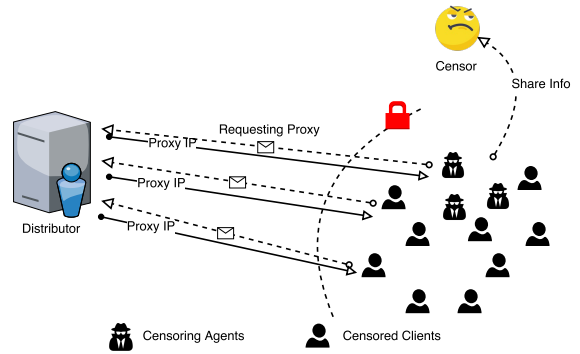 Censor
Share Info
Requesting Proxy
Proxy IP
Proxy IP
Proxy IP
Distributor
Censoring Agents
Censored Clients